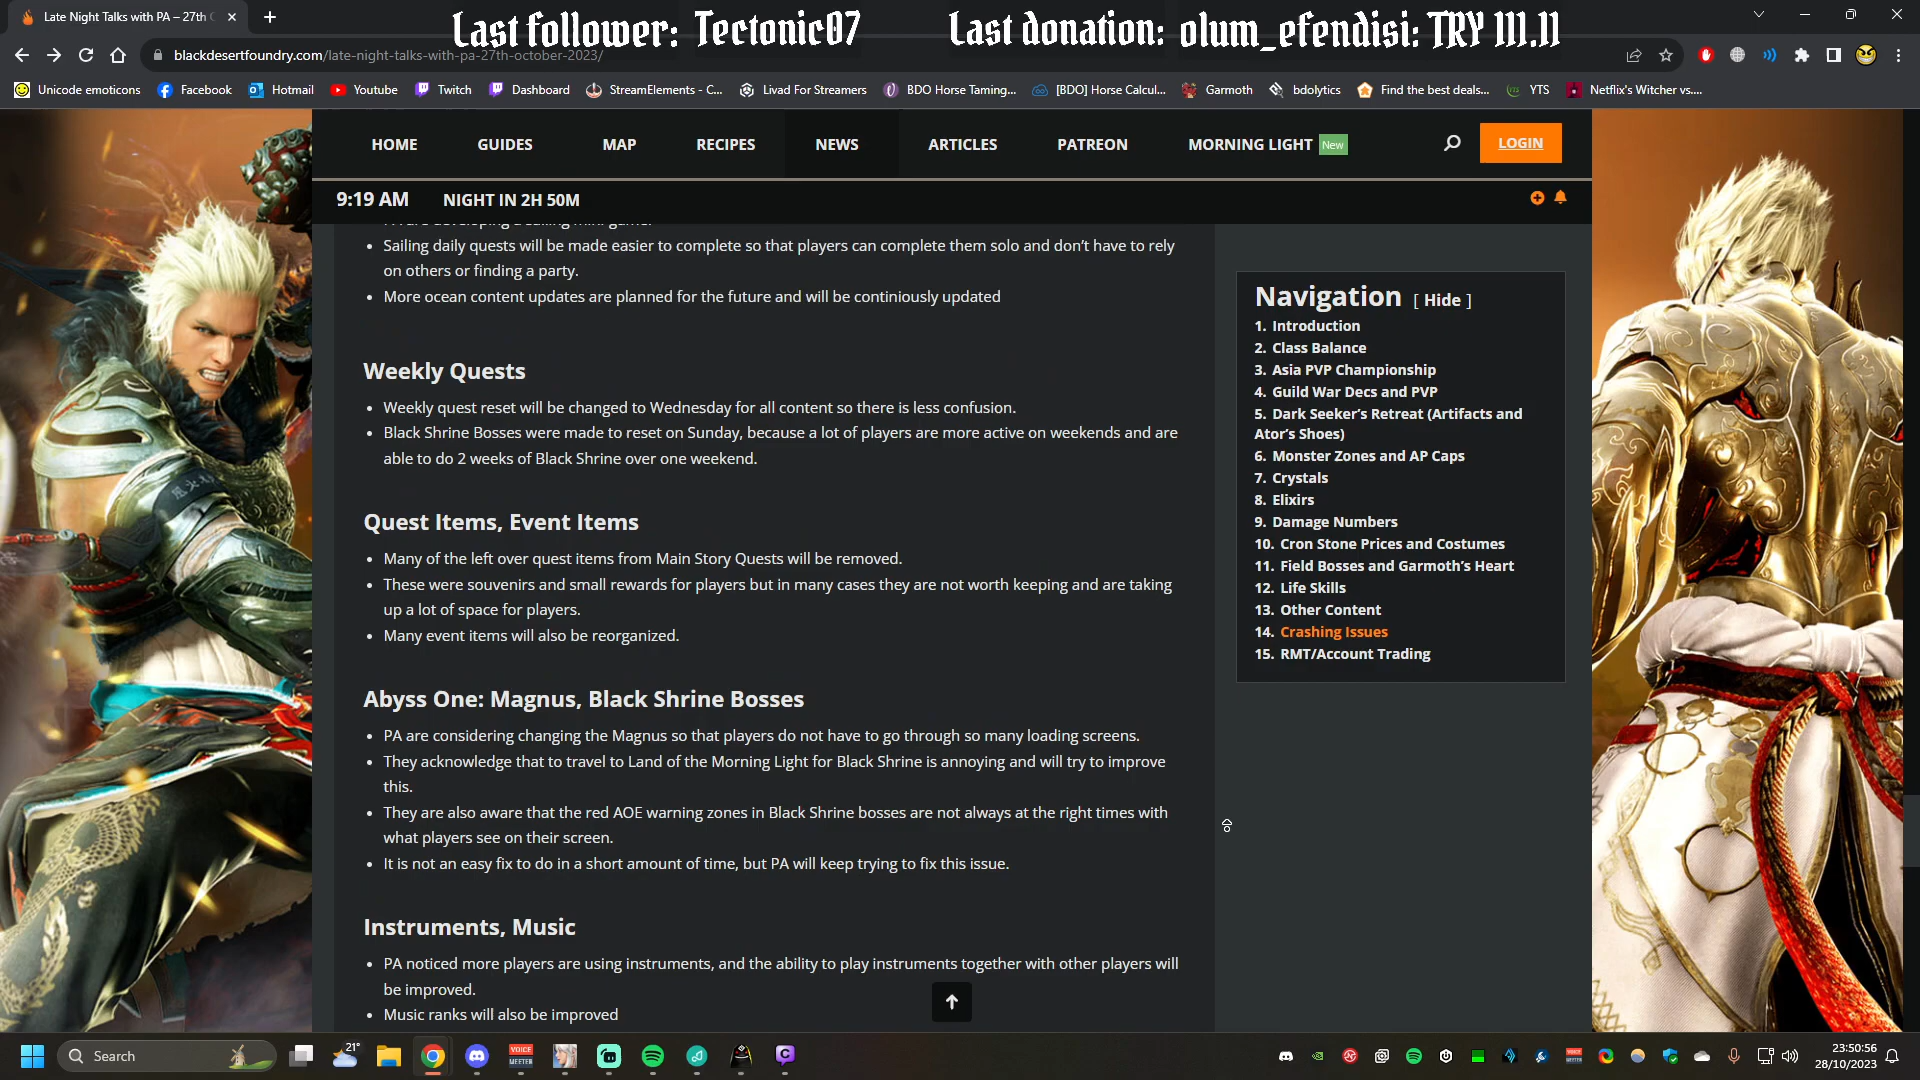 Late Night Talks with PA – 27th O
Last follower: Tectonic07
Last donation: olum_efendisi: TRY 111.11
blackdesertfoundry.com/late-night-talks-with-pa-27th-october-2023/
Unicode emoticons
Facebook
Hotmail
Youtube
Twitch
Dashboard
StreamElements - C...
Livad For Streamers
BDO Horse Taming...
[BDO] Horse Calcul...
Garmoth
bdolytics
Find the best deals...
YTS
Netflix's Witcher vs....
HOME
GUIDES
MAP
RECIPES
NEWS
ARTICLES
PATREON
MORNING LIGHT New
LOGIN
9:19 AM
NIGHT IN 2H 50M
Sailing daily quests will be made easier to complete so that players can complete them solo and don't have to rely
on others or finding a party.
More ocean content updates are planned for the future and will be continiously updated
Weekly Quests
Weekly quest reset will be changed to Wednesday for all content so there is less confusion.
Black Shrine Bosses were made to reset on Sunday, because a lot of players are more active on weekends and are
able to do 2 weeks of Black Shrine over one weekend.
Quest Items, Event Items
Many of the left over quest items from Main Story Quests will be removed.
These were souvenirs and small rewards for players but in many cases they are not worth keeping and are taking
up a lot of space for players.
Many event items will also be reorganized.
Abyss One: Magnus, Black Shrine Bosses
PA are considering changing the Magnus so that players do not have to go through so many loading screens.
They acknowledge that to travel to Land of the Morning Light for Black Shrine is annoying and will try to improve
this.
They are also aware that the red AOE warning zones in Black Shrine bosses are not always at the right times with
what players see on their screen.
It is not an easy fix to do in a short amount of time, but PA will keep trying to fix this issue.
Instruments, Music
PA noticed more players are using instruments, and the ability to play instruments together with other players will
be improved.
Music ranks will also be improved
Navigation [ Hide ]
1. Introduction
2. Class Balance
3. Asia PVP Championship
4. Guild War Decs and PVP
5. Dark Seeker's Retreat (Artifacts and
Ator's Shoes)
6. Monster Zones and AP Caps
7. Crystals
8. Elixirs
9. Damage Numbers
10. Cron Stone Prices and Costumes
11. Field Bosses and Garmoth's Heart
12. Life Skills
13. Other Content
14. Crashing Issues
15. RMT/Account Trading
Search
21°
VOICE
MEETER
23:50:56
28/10/2023